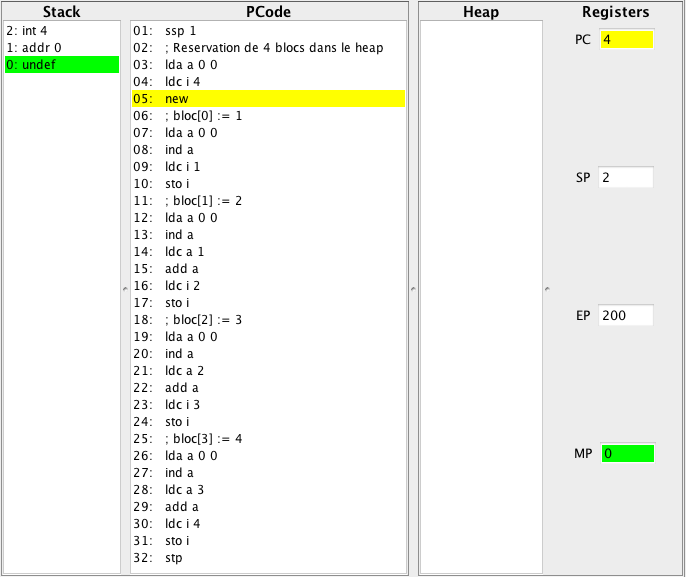 Stack
2: int 4
1: addr 0
0: undef
PCode
01: ssp 1
02: ; Reservation de 4 blocs dans le heap
03: lda a 0 0
04: ldc i 4
05: new
06: ; bloc[0] := 1
07: lda a 0 0
08: ind a
09: ldc i 1
10: sto i
11: ; bloc[1] := 2
12: lda a 0 0
13: ind a
14: ldc a 1
15: add a
16: ldc i 2
17: sto i
18: ; bloc[2] := 3
19: lda a 0 0
20: ind a
21: ldc a 2
22: add a
23: ldc i 3
24: sto i
25: ; bloc[3] := 4
26: lda a 0 0
27: ind a
28: ldc a 3
29: add a
30: ldc i 4
31: sto i
32: stp
Heap
Registers
PC 4
SP 2
EP 200
MP 0